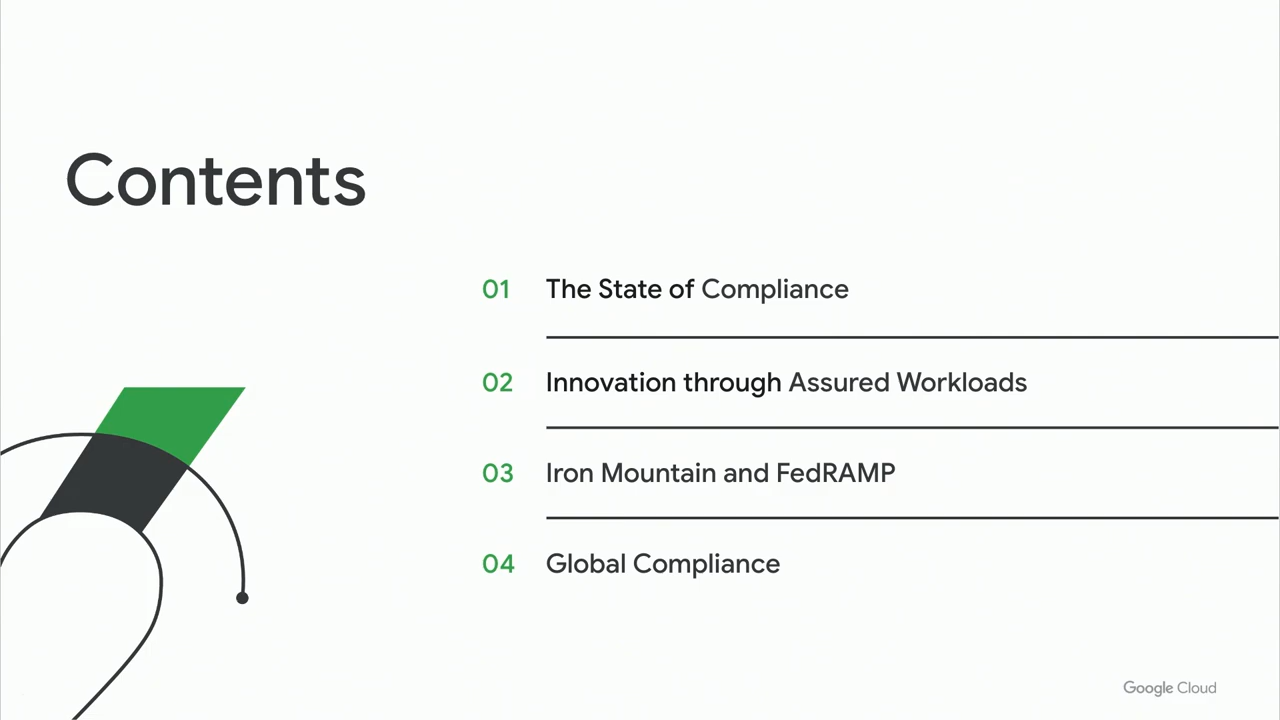 Contents
01 The State of Compliance
02 Innovation through Assured Workloads
03 Iron Mountain and FedRAMP
04 Global Compliance
Google Cloud